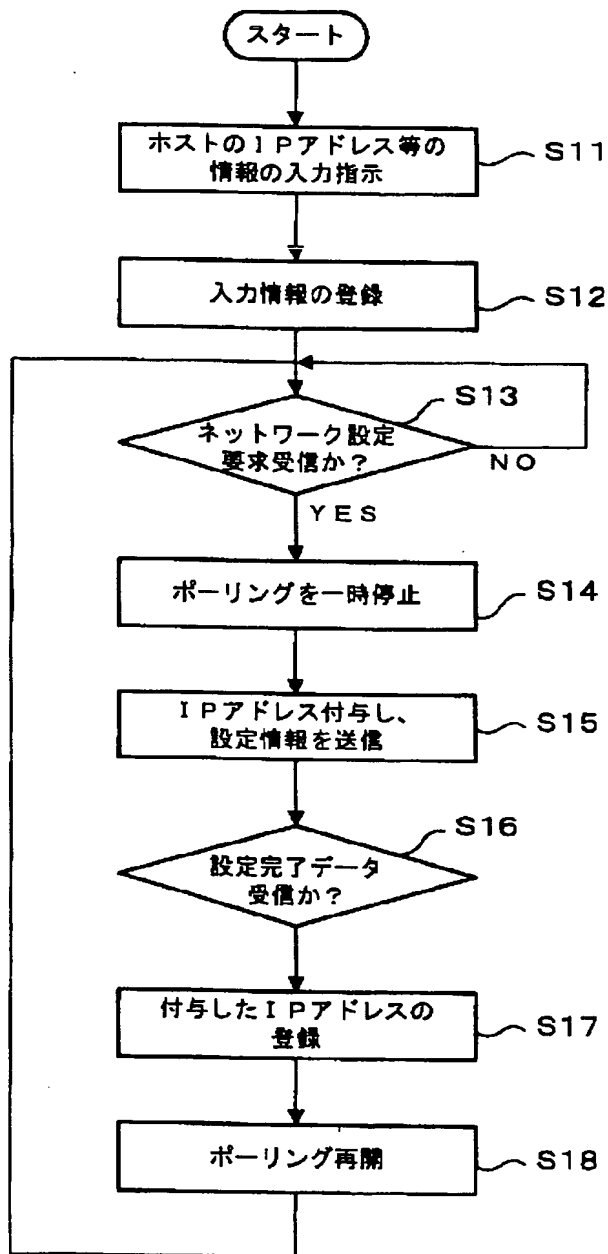 スタート
ホストのＩＰアドレス等の
情報の入力指示
S11
入力情報の登録
S12
S13
ネットワーク設定
要求受信か？
NO
YES
ポーリングを一時停止
S14
ＩＰアドレス付与し、
設定情報を送信
S15
S16
設定完了データ
受信か？
付与したＩＰアドレスの
登録
S17
ポーリング再開
S18